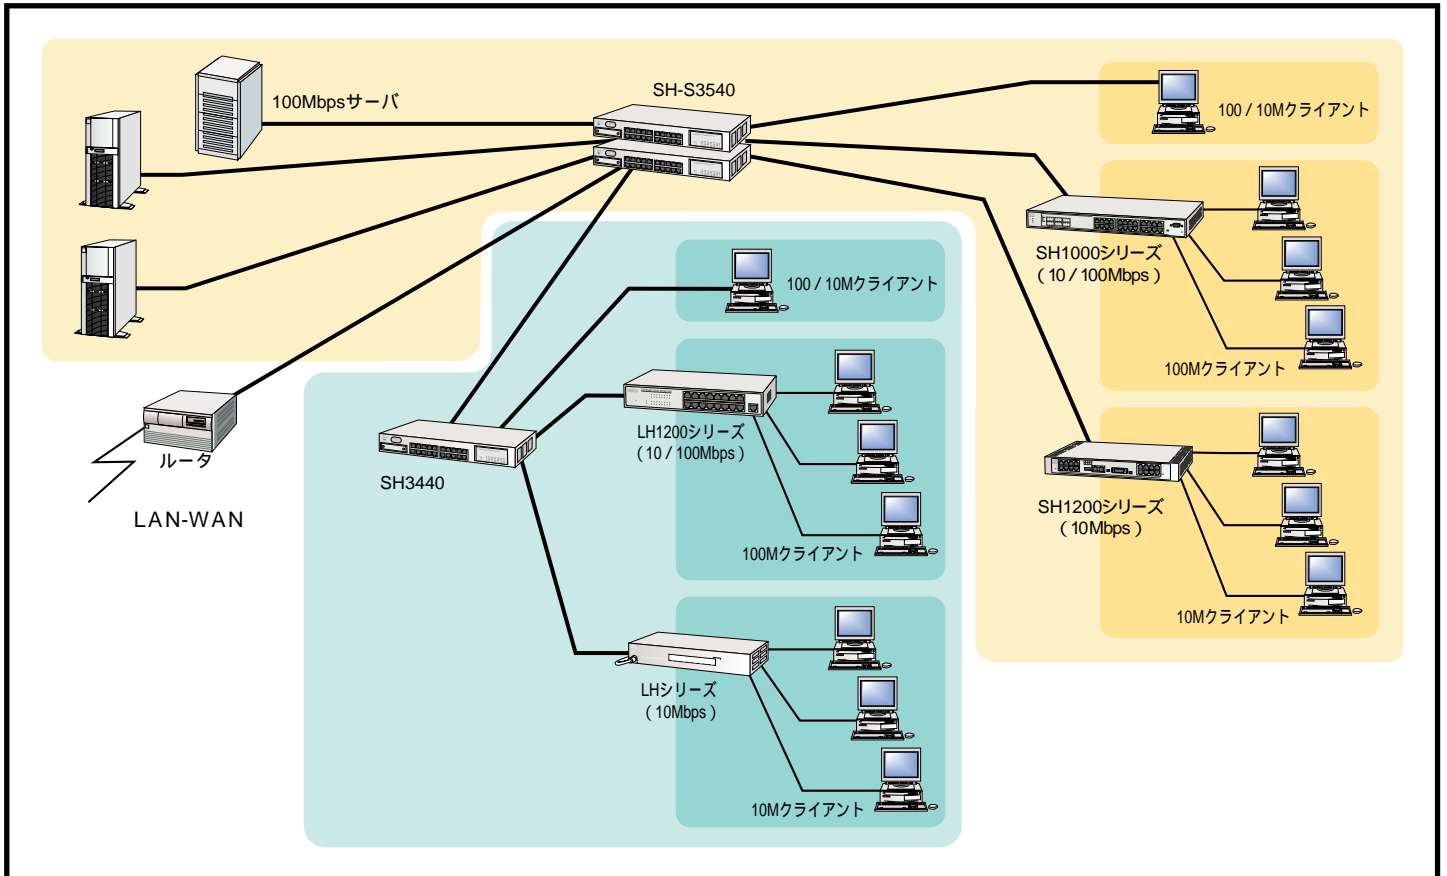 SH-S3540
100Mbpsサーバ
100 / 10Mクライアント
SH1000シリーズ
( 10 / 100Mbps )
100Mクライアント
100 / 10Mクライアント
LH1200シリーズ
( 10 / 100Mbps )
100Mクライアント
ルータ
LAN-WAN
SH3440
SH1200シリーズ
( 10Mbps )
10Mクライアント
LHシリーズ
( 10Mbps )
10Mクライアント